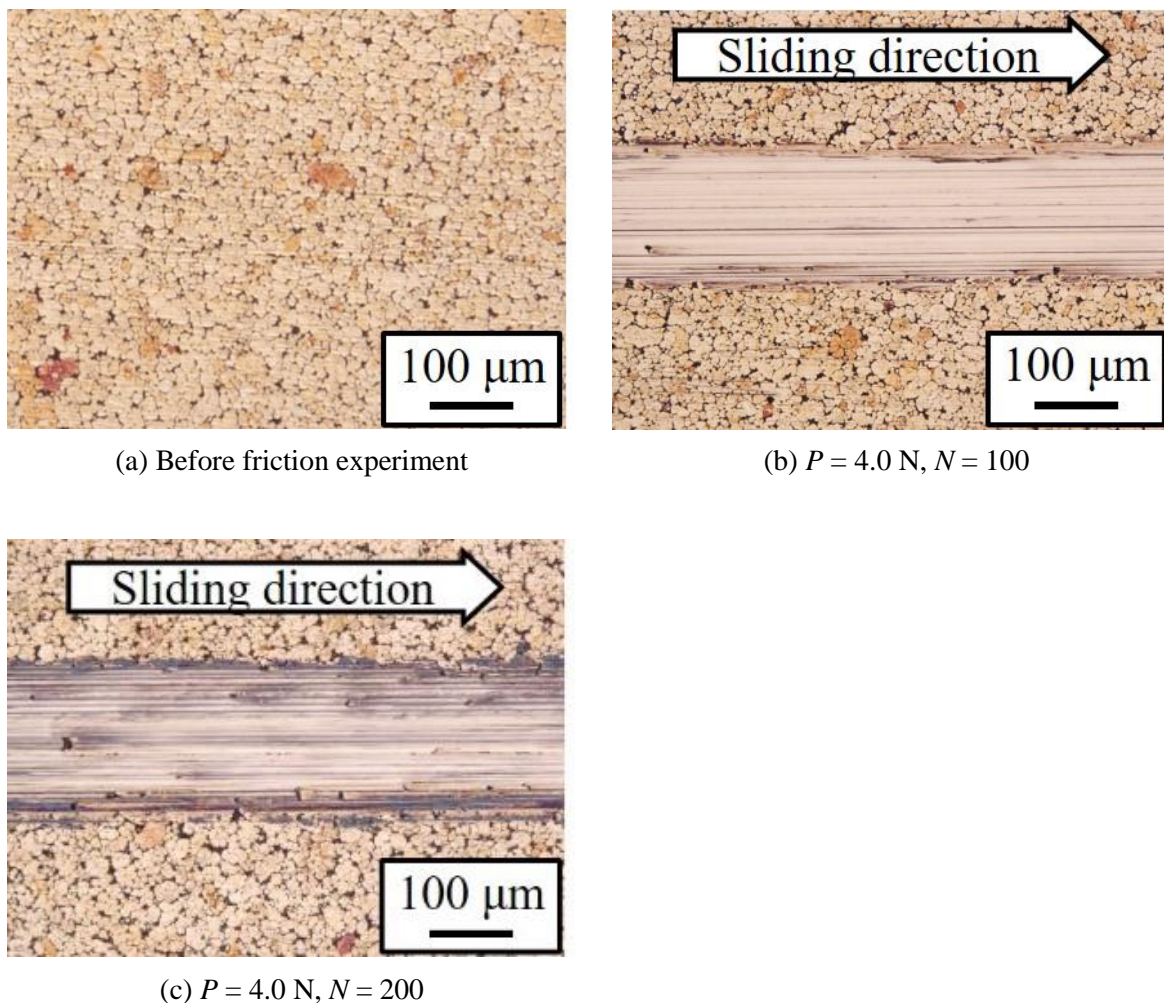 Sliding direction
100 μm
100 μm
(a) Before friction experiment
(b) P = 4.0 N, N = 100
Sliding direction
100 μm
(c) P = 4.0 N, N = 200